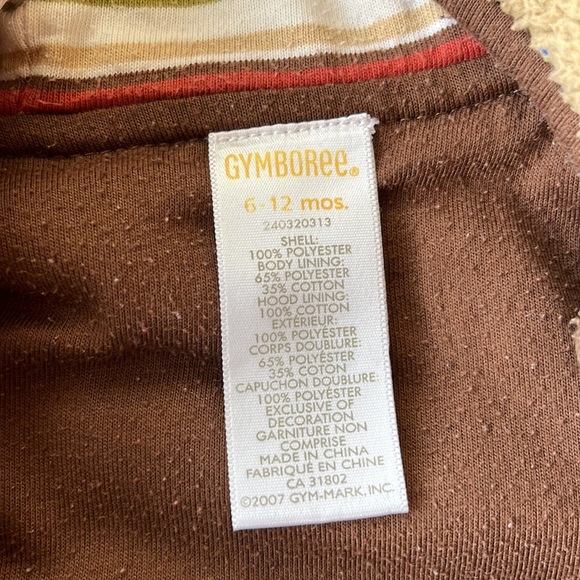 GYMBOREE®
6-12 mos.
240320313
SHELL:
100% POLYESTER
BODY LINING:
65% POLYESTER
35% COTTON
HOOD LINING:
100% COTTON
EXTÉRIEUR:
100% POLYESTER
CORPS DOUBLURE:
65% POLYESTER
35% COTON
CAPUCHON DOUBLURE:
100% POLYESTER
EXCLUSIVE OF
DECORATION
GARNITURE NON
COMPRISE
MADE IN CHINA
FABRIQUÉ EN CHINE
CA 31802
©2007 GYM-MARK, INC.